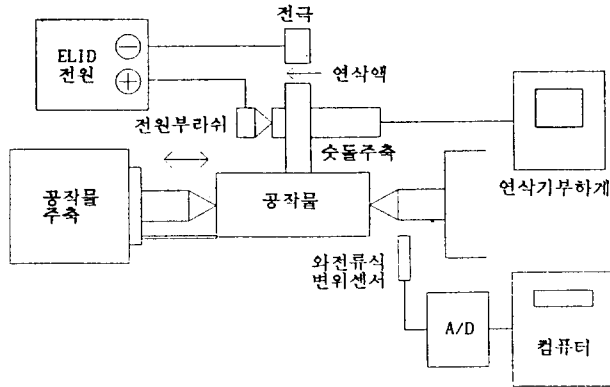 전극
ELID
전원
−
+
연삭액
전원부라쉬
숫돌주축
연삭기부하계
공작물
주축
공작물
와전류식
변위센서
A/D
컴퓨터